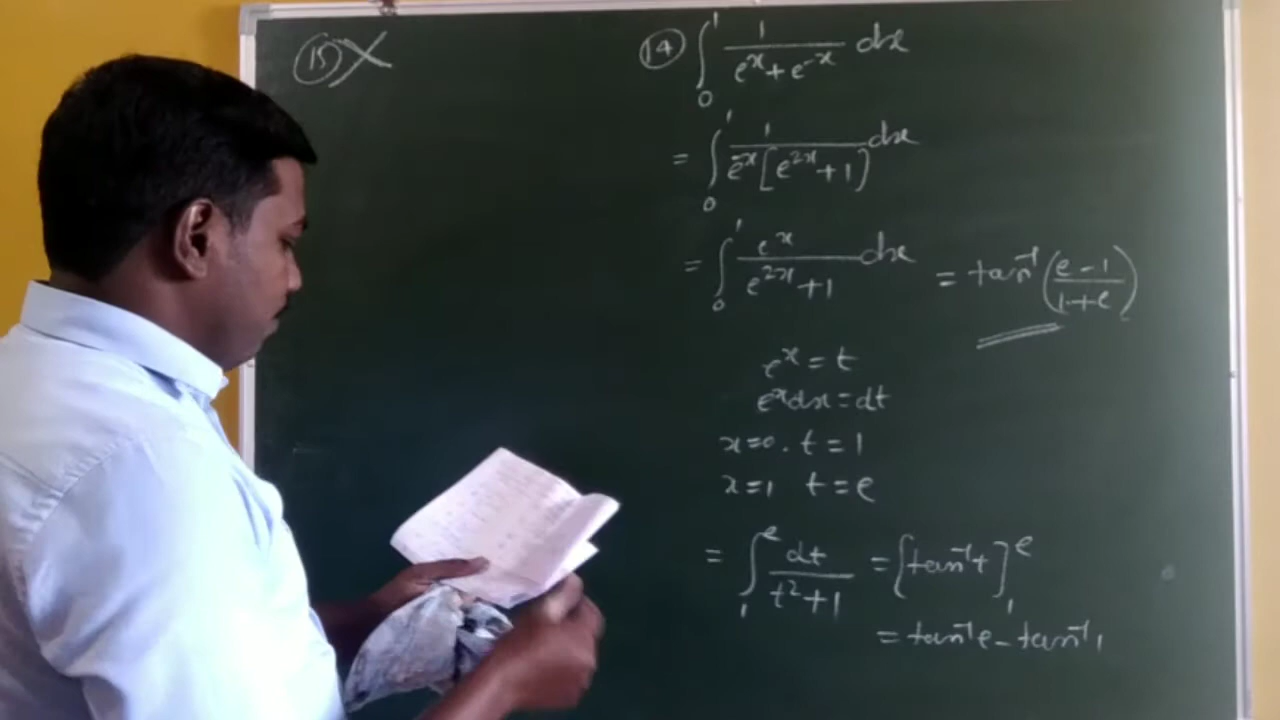 ⑮ X
⑭ ∫₀¹ 1/(eˣ+e⁻ˣ) dx
= ∫₀¹ 1/(e⁻ˣ[e²ˣ+1]) dx
= ∫₀¹ eˣ/(e²ˣ+1) dx = tan⁻¹((e-1)/(1+e))
eˣ = t
eˣdx = dt
x=0. t=1
x=1 t=e
= ∫₁ᵉ dt/(t²+1) = [tan⁻¹t]₁ᵉ
= tan⁻¹e - tan⁻¹1